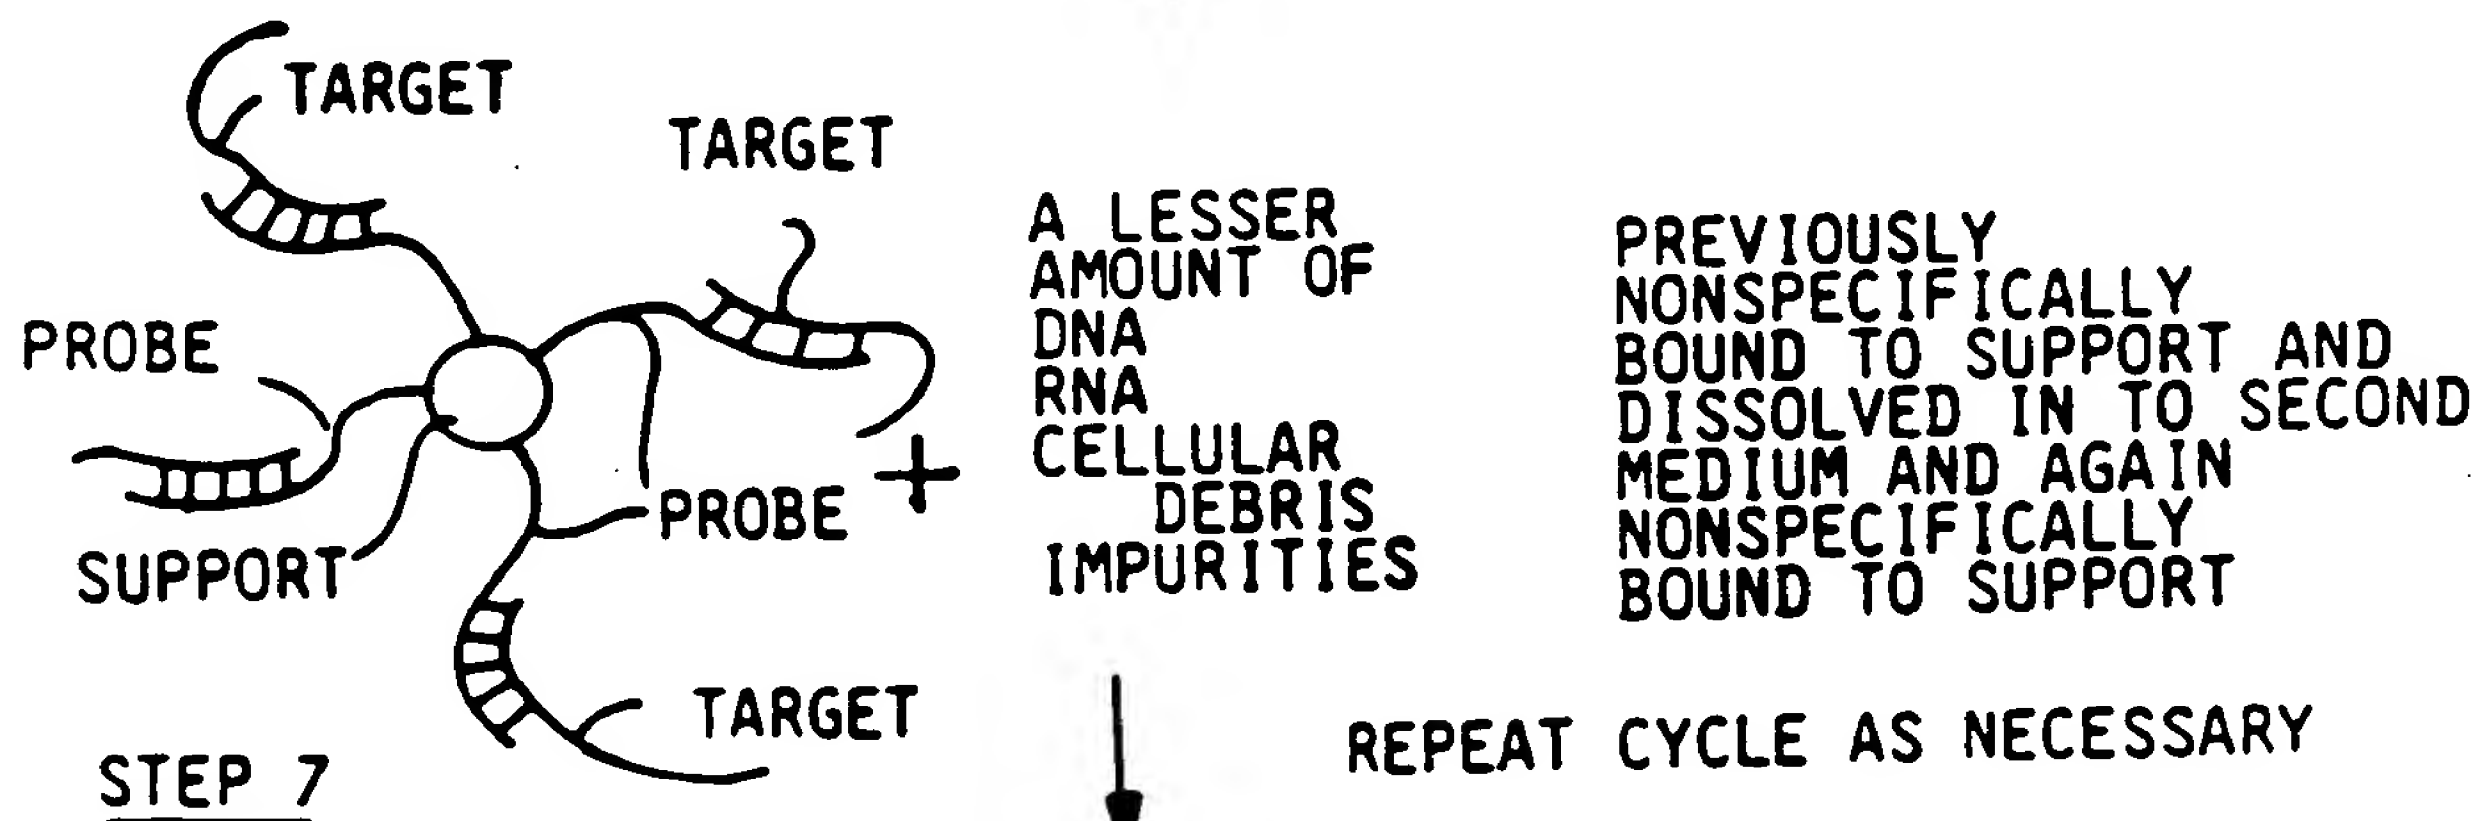 TARGET
TARGET
PROBE
SUPPORT
PROBE
TARGET
+
A LESSER
AMOUNT OF
DNA
RNA
CELLULAR
DEBRIS
IMPURITIES
PREVIOUSLY
NONSPECIFICALLY
BOUND TO SUPPORT AND
DISSOLVED IN TO SECOND
MEDIUM AND AGAIN
NONSPECIFICALLY
BOUND TO SUPPORT
REPEAT CYCLE AS NECESSARY
STEP 7